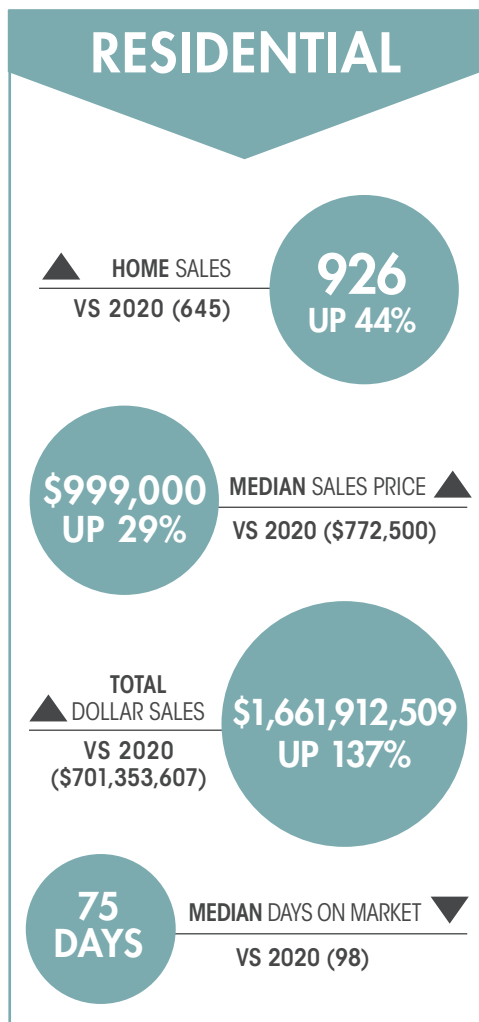 RESIDENTIAL
HOME SALES
VS 2020 (645)
926
UP 44%
$999,000
UP 29%
MEDIAN SALES PRICE
VS 2020 ($772,500)
TOTAL
DOLLAR SALES
VS 2020
($701,353,607)
$1,661,912,509
UP 137%
75
DAYS
MEDIAN DAYS ON MARKET
VS 2020 (98)